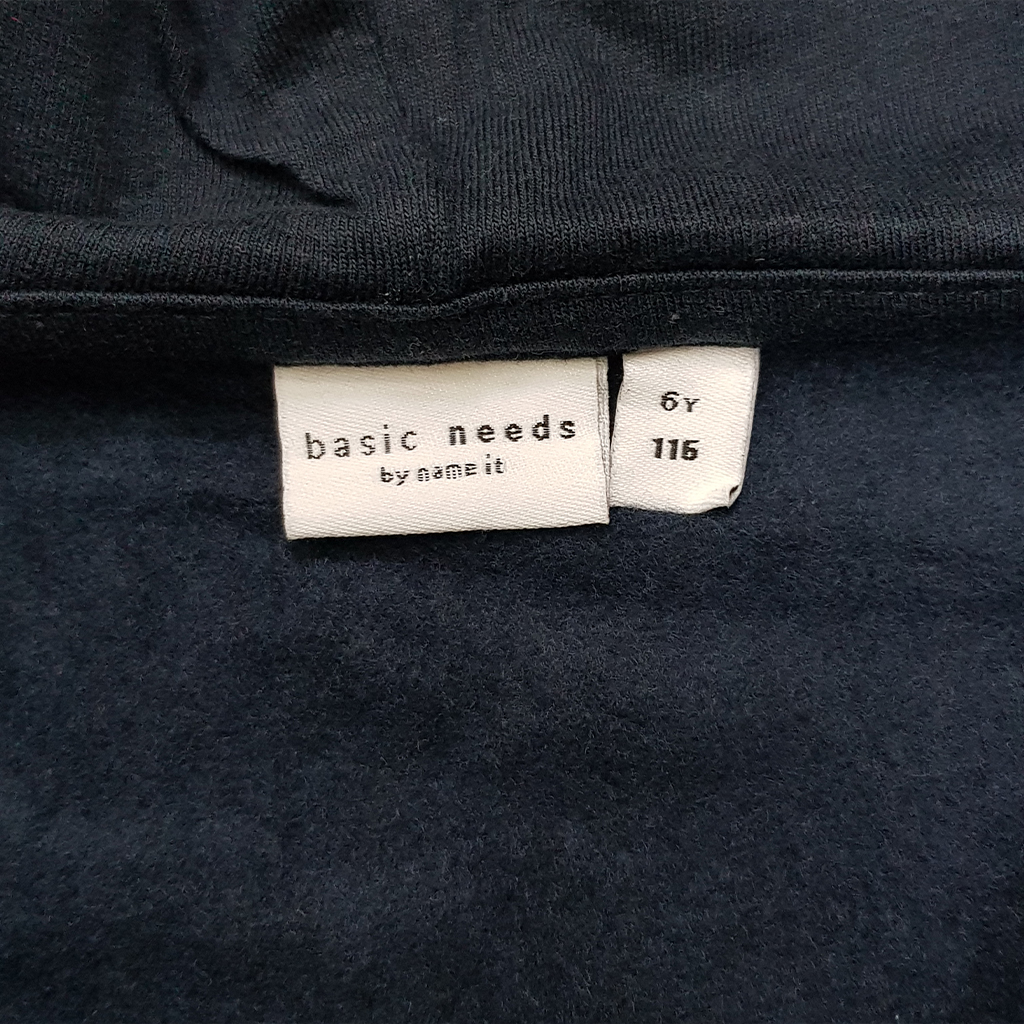 basic needs
by name it
6Y
116